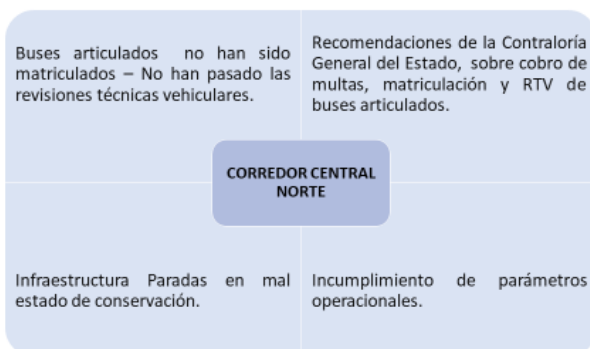 Buses articulados no han sido
matriculados – No han pasado las
revisiones técnicas vehiculares.
Recomendaciones de la Contraloría
General del Estado, sobre cobro de
multas, matriculación y RTV de
buses articulados.
CORREDOR CENTRAL
NORTE
Infraestructura Paradas en mal
estado de conservación.
Incumplimiento de parámetros
operacionales.